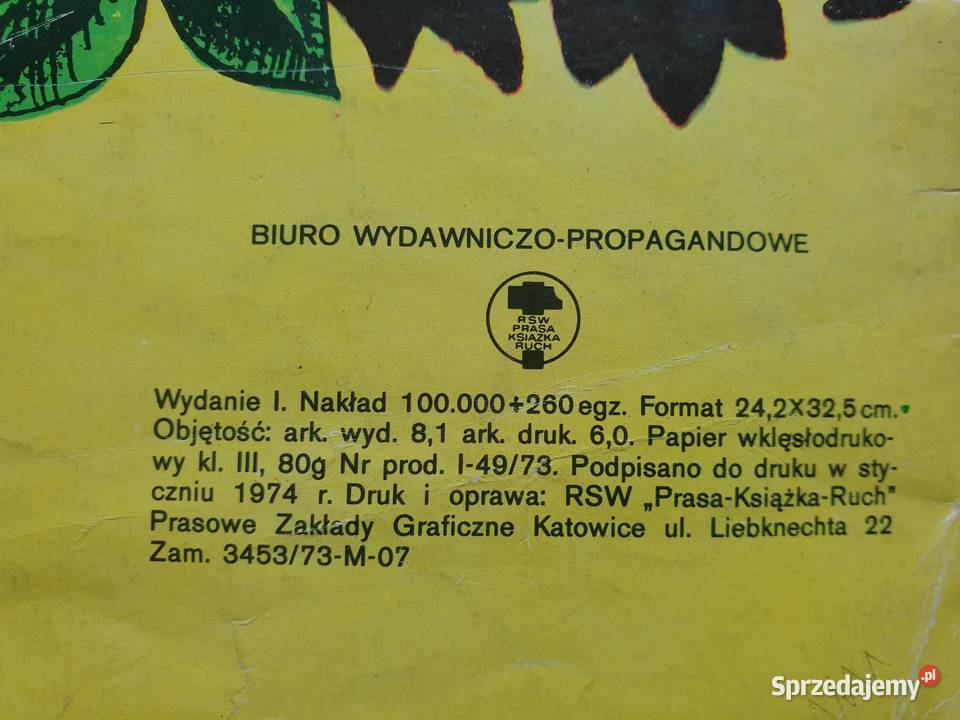 BIURO WYDAWNICZO-PROPAGANDOWE
RSW
PRASA
KSIĄŻKA
RUCH
Wydanie I. Nakład 100.000+260 egz. Format 24,2X32,5 cm.
Objętość: ark. wyd. 8,1 ark. druk. 6,0. Papier wklęsłodruko-
wy kl. III, 80g Nr prod. I-49/73. Podpisano do druku w sty-
czniu 1974 r. Druk i oprawa: RSW „Prasa-Książka-Ruch"
Prasowe Zakłady Graficzne Katowice ul. Liebknechta 22
Zam. 3453/73-M-07
Sprzedajemy.pl